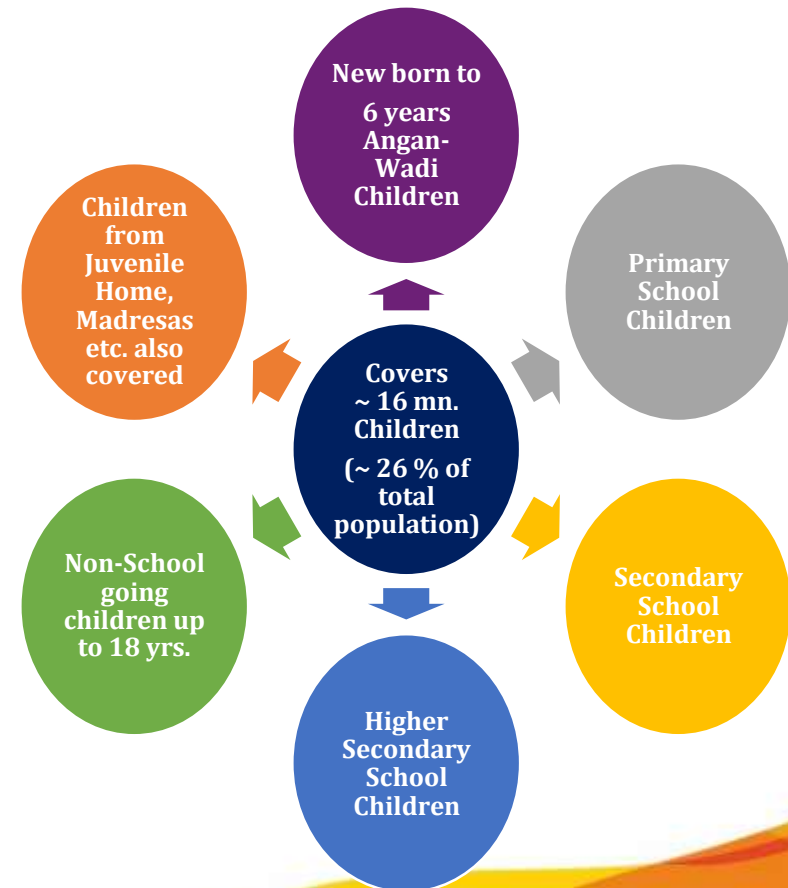 New born to
6 years
Angan-
Wadi
Children
Primary
School
Children
Secondary
School
Children
Higher
Secondary
School
Children
Non-School
going
children up
to 18 yrs.
Children
from
Juvenile
Home,
Madresas
etc. also
covered
Covers
~ 16 mn.
Children
(~ 26 % of
total
population)